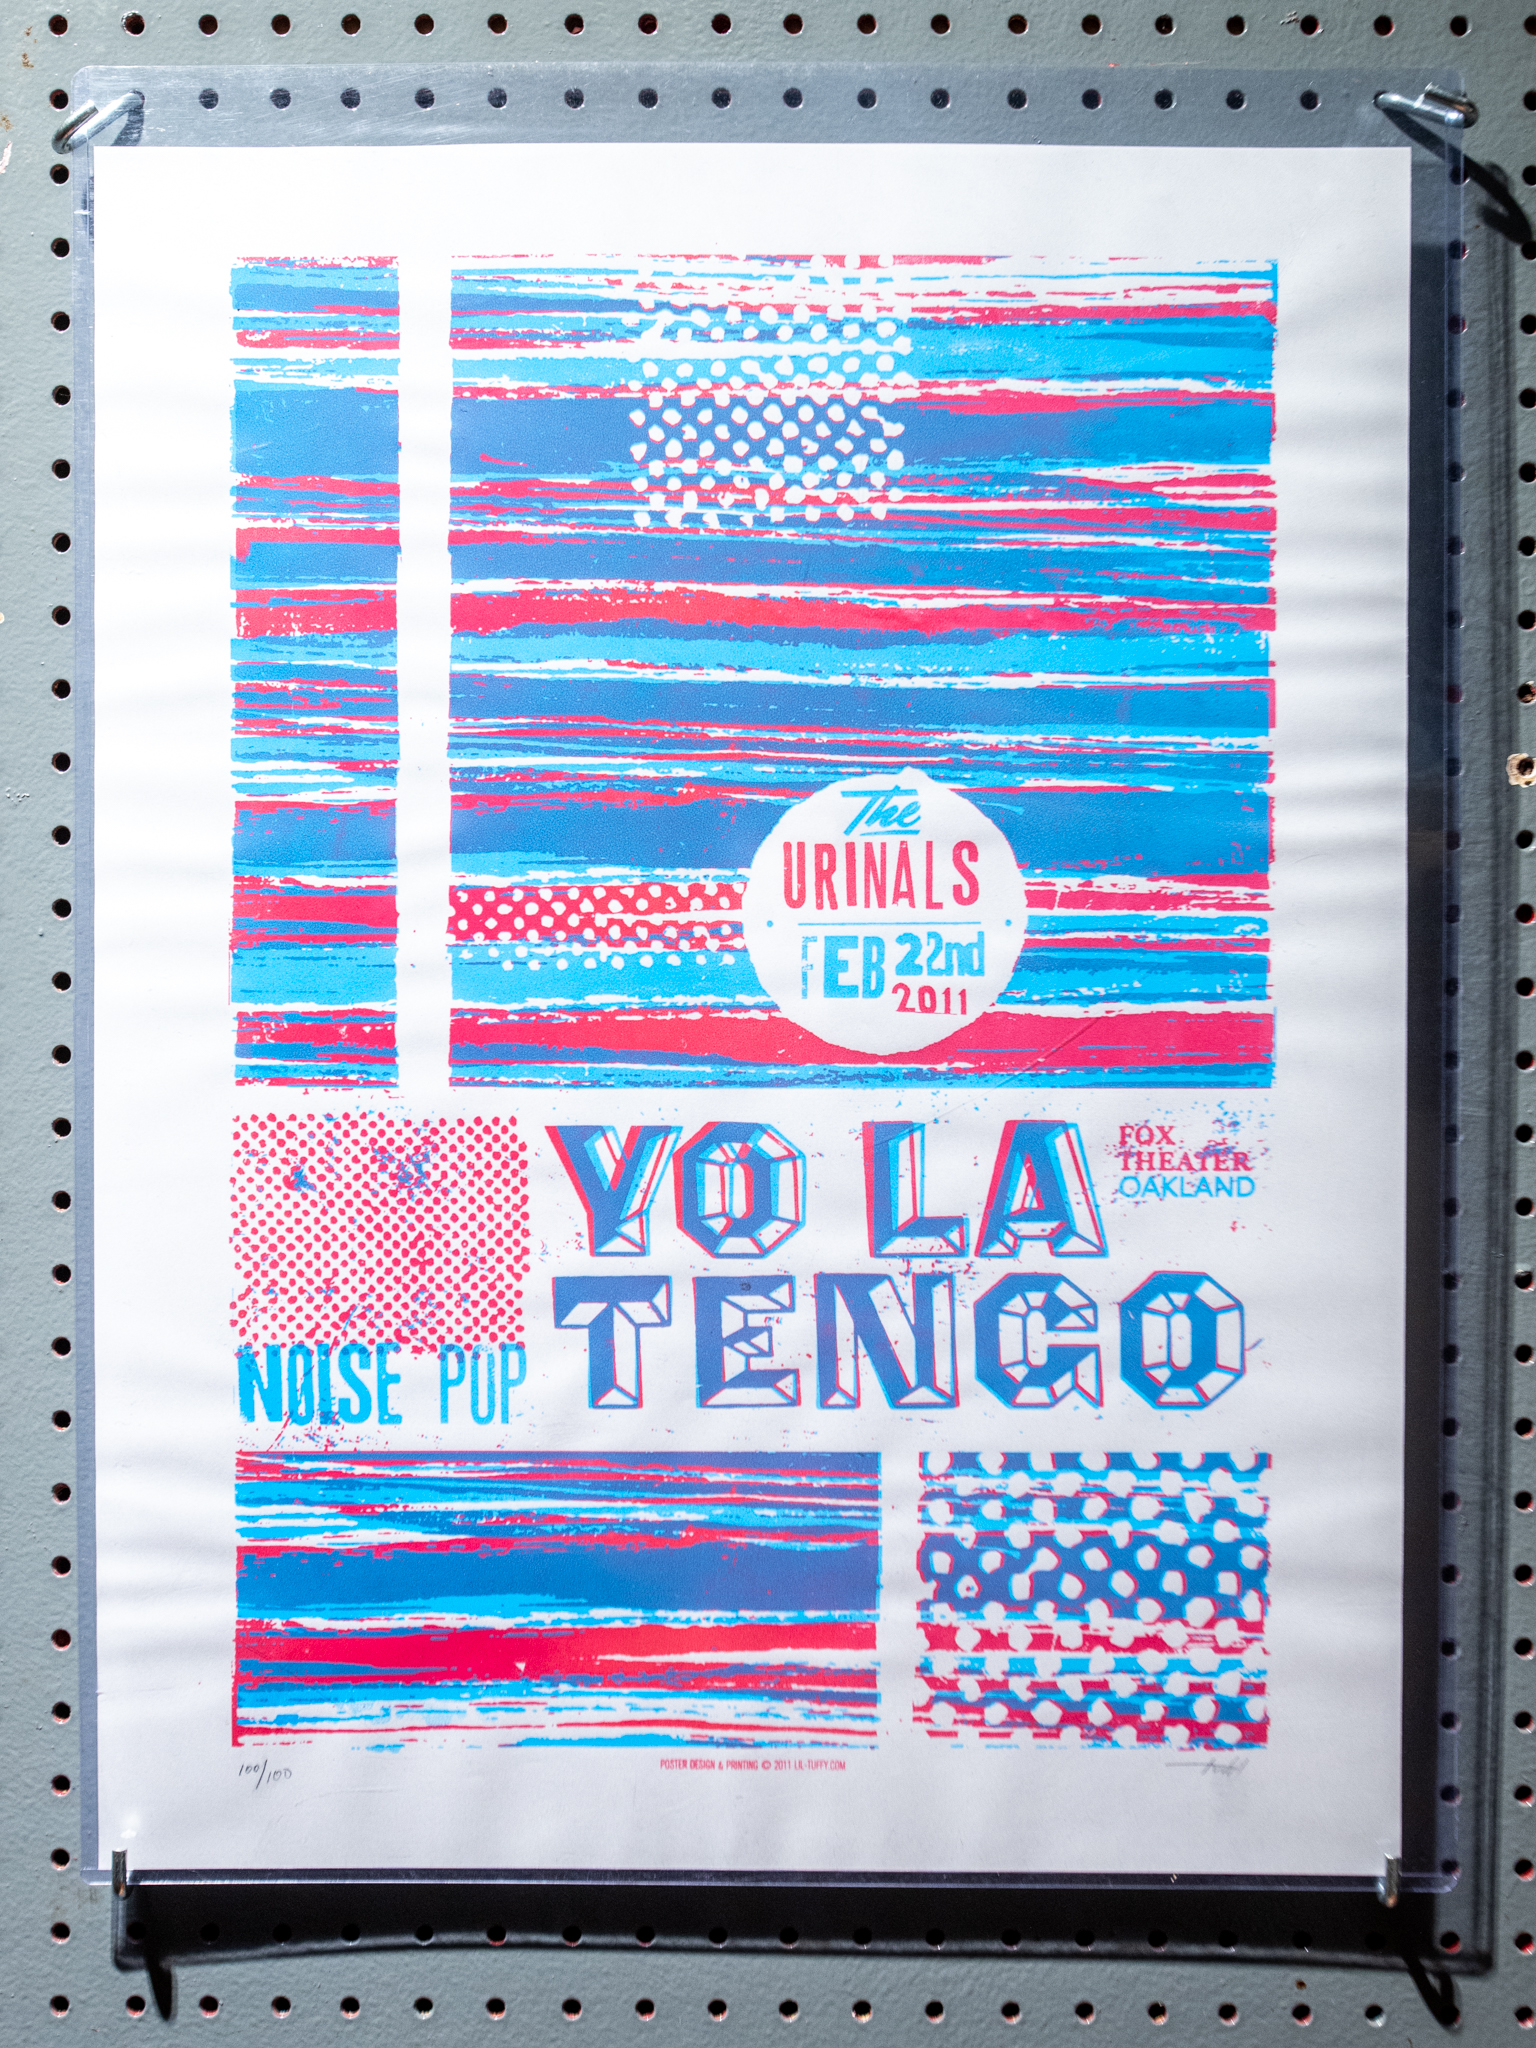 The
URINALS
FEB 22nd
2011
YO LA
TENGO
FOX
THEATER
OAKLAND
NOISE POP
100/100
POSTER DESIGN & PRINTING © 2011 LIL-TUFFY.COM